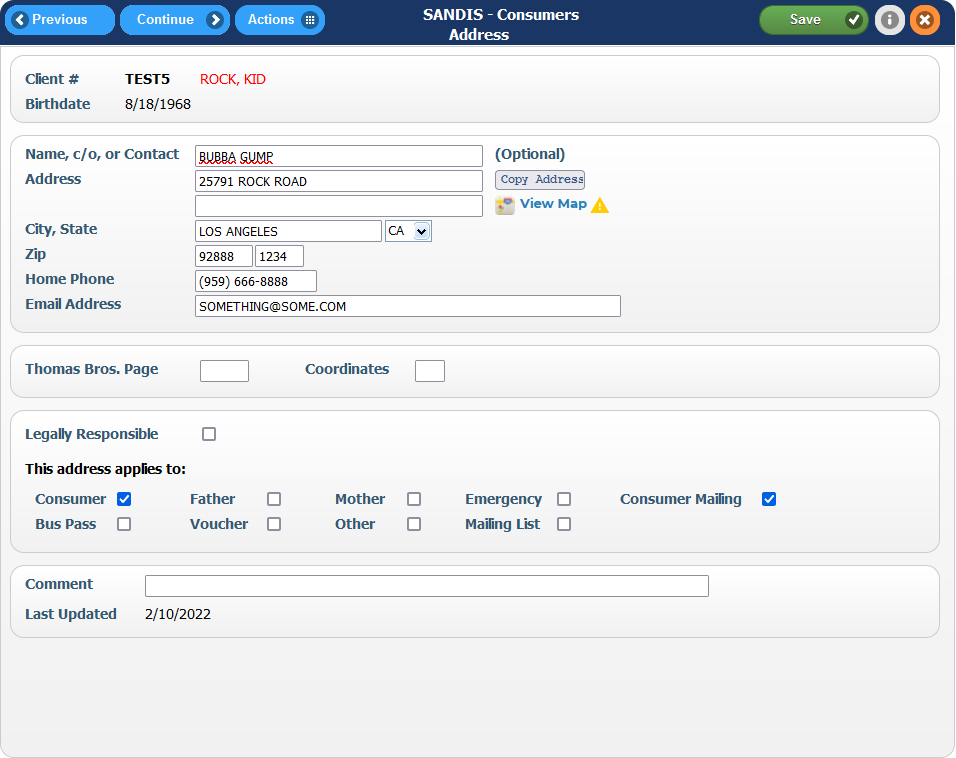 Previous Continue Actions SANDIS - Consumers Save
Address
Client # TEST5 ROCK, KID
Birthdate 8/18/1968
Name, c/o, or Contact BUBBA GUMP (Optional)
Address 25791 ROCK ROAD Copy Address
View Map
City, State LOS ANGELES CA
Zip 92888 1234
Home Phone (959) 666-8888
Email Address SOMETHING@SOME.COM
Thomas Bros. Page Coordinates
Legally Responsible
This address applies to:
Consumer Father Mother Emergency Consumer Mailing
Bus Pass Voucher Other Mailing List
Comment
Last Updated 2/10/2022